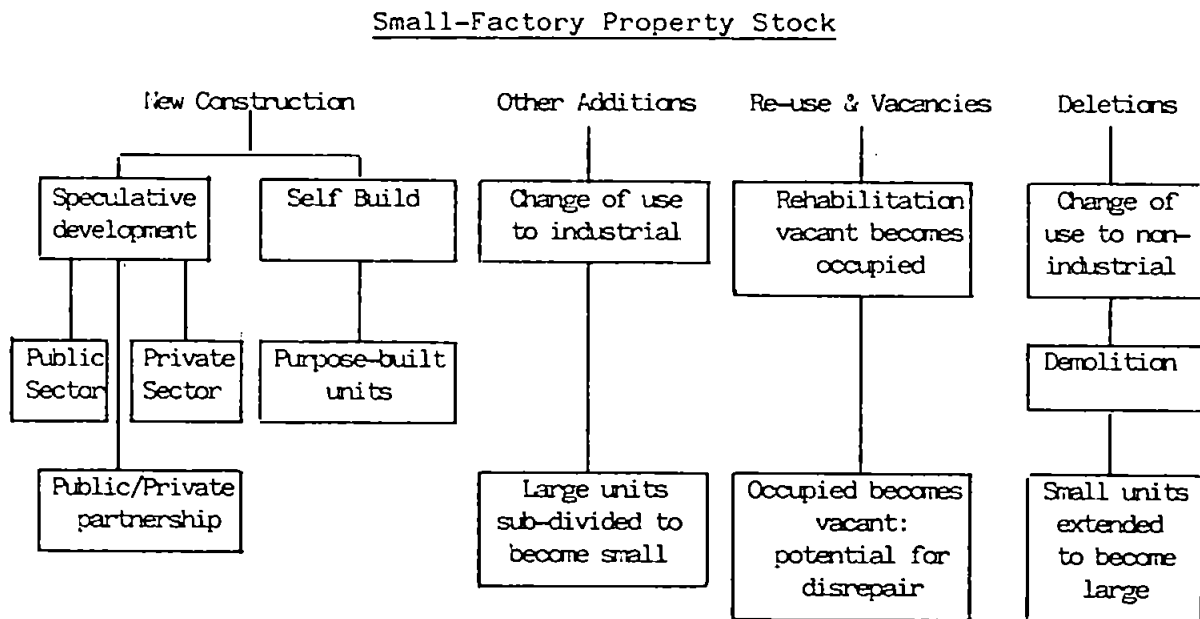 Small-Factory Property Stock
New Construction
Other Additions
Re-use & Vacancies
Deletions
Speculative
development
Self Build
Change of use
to industrial
Rehabilitation
vacant becomes
occupied
Change of
use to non-
industrial
Public
Sector
Private
Sector
Purpose-built
units
Demolition
Public/Private
partnership
Large units
sub-divided to
become small
Occupied becomes
vacant:
potential for
disrepair
Small units
extended
to become
large